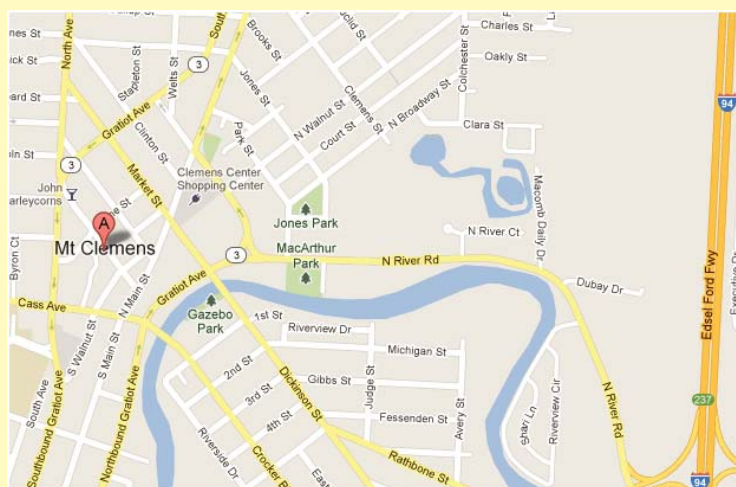 Charles St
Oakly St
Colchester St
North Ave
Stapleton St
Welts St
Brooks St
Jones St
Park St
Clemens St
N Walnut St
Court St
N Broadway St
Clara St
3
94
Gratiot Ave
Clinton St
Market St
Clemens Center
Shopping Center
3
John
arleycorns
A
Mt Clemens
Byron Ct
Jones Park
MacArthur
Park
3
N River Rd
N River Ct
Macomb Daily Dr
Dubay Dr
Edsel Ford Fwy
Executive Dr
Cass Ave
Gratiot Ave
N Main St
S Walnut St
S Main St
Gazebo
Park
1st St
Riverview Dr
Michigan St
2nd St
Gibbs St
Judge St
3rd St
4th St
Fessenden St
Avery St
Dickinson St
Riverside Dr
Crocker B
East
Rathbone St
Shari Ln
Riverview Cir
N River Rd
237
94
South Ave
Southbound Gratiot Ave
Northbound Gratiot Ave